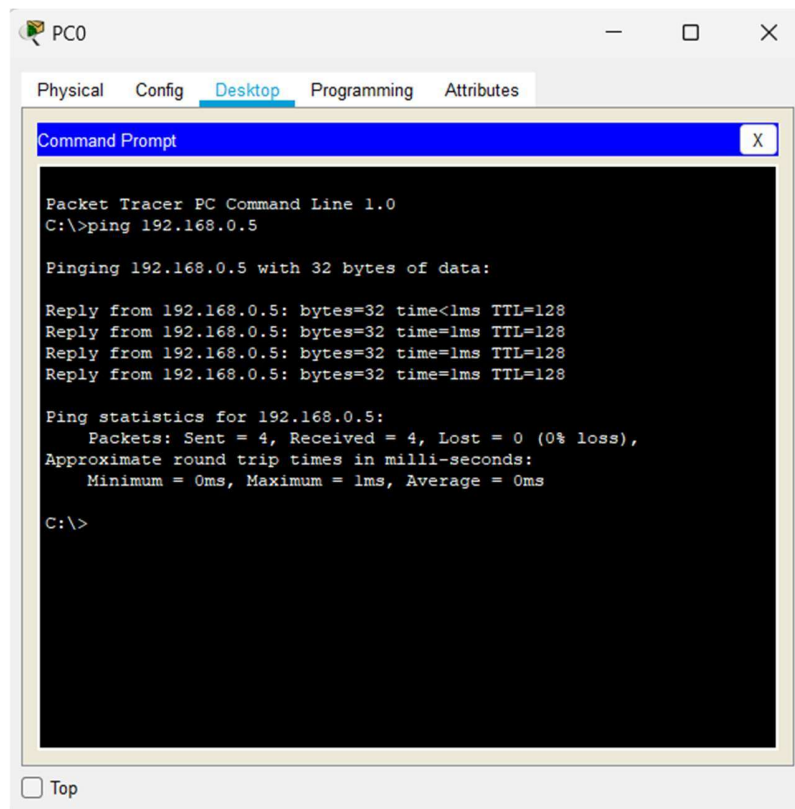 PC0
Physical Config Desktop Programming Attributes
Command Prompt X
Packet Tracer PC Command Line 1.0
C:\>ping 192.168.0.5
Pinging 192.168.0.5 with 32 bytes of data:
Reply from 192.168.0.5: bytes=32 time<1ms TTL=128
Reply from 192.168.0.5: bytes=32 time=1ms TTL=128
Reply from 192.168.0.5: bytes=32 time=1ms TTL=128
Reply from 192.168.0.5: bytes=32 time=1ms TTL=128
Ping statistics for 192.168.0.5:
Packets: Sent = 4, Received = 4, Lost = 0 (0% loss),
Approximate round trip times in milli-seconds:
Minimum = 0ms, Maximum = 1ms, Average = 0ms
C:\>
Top